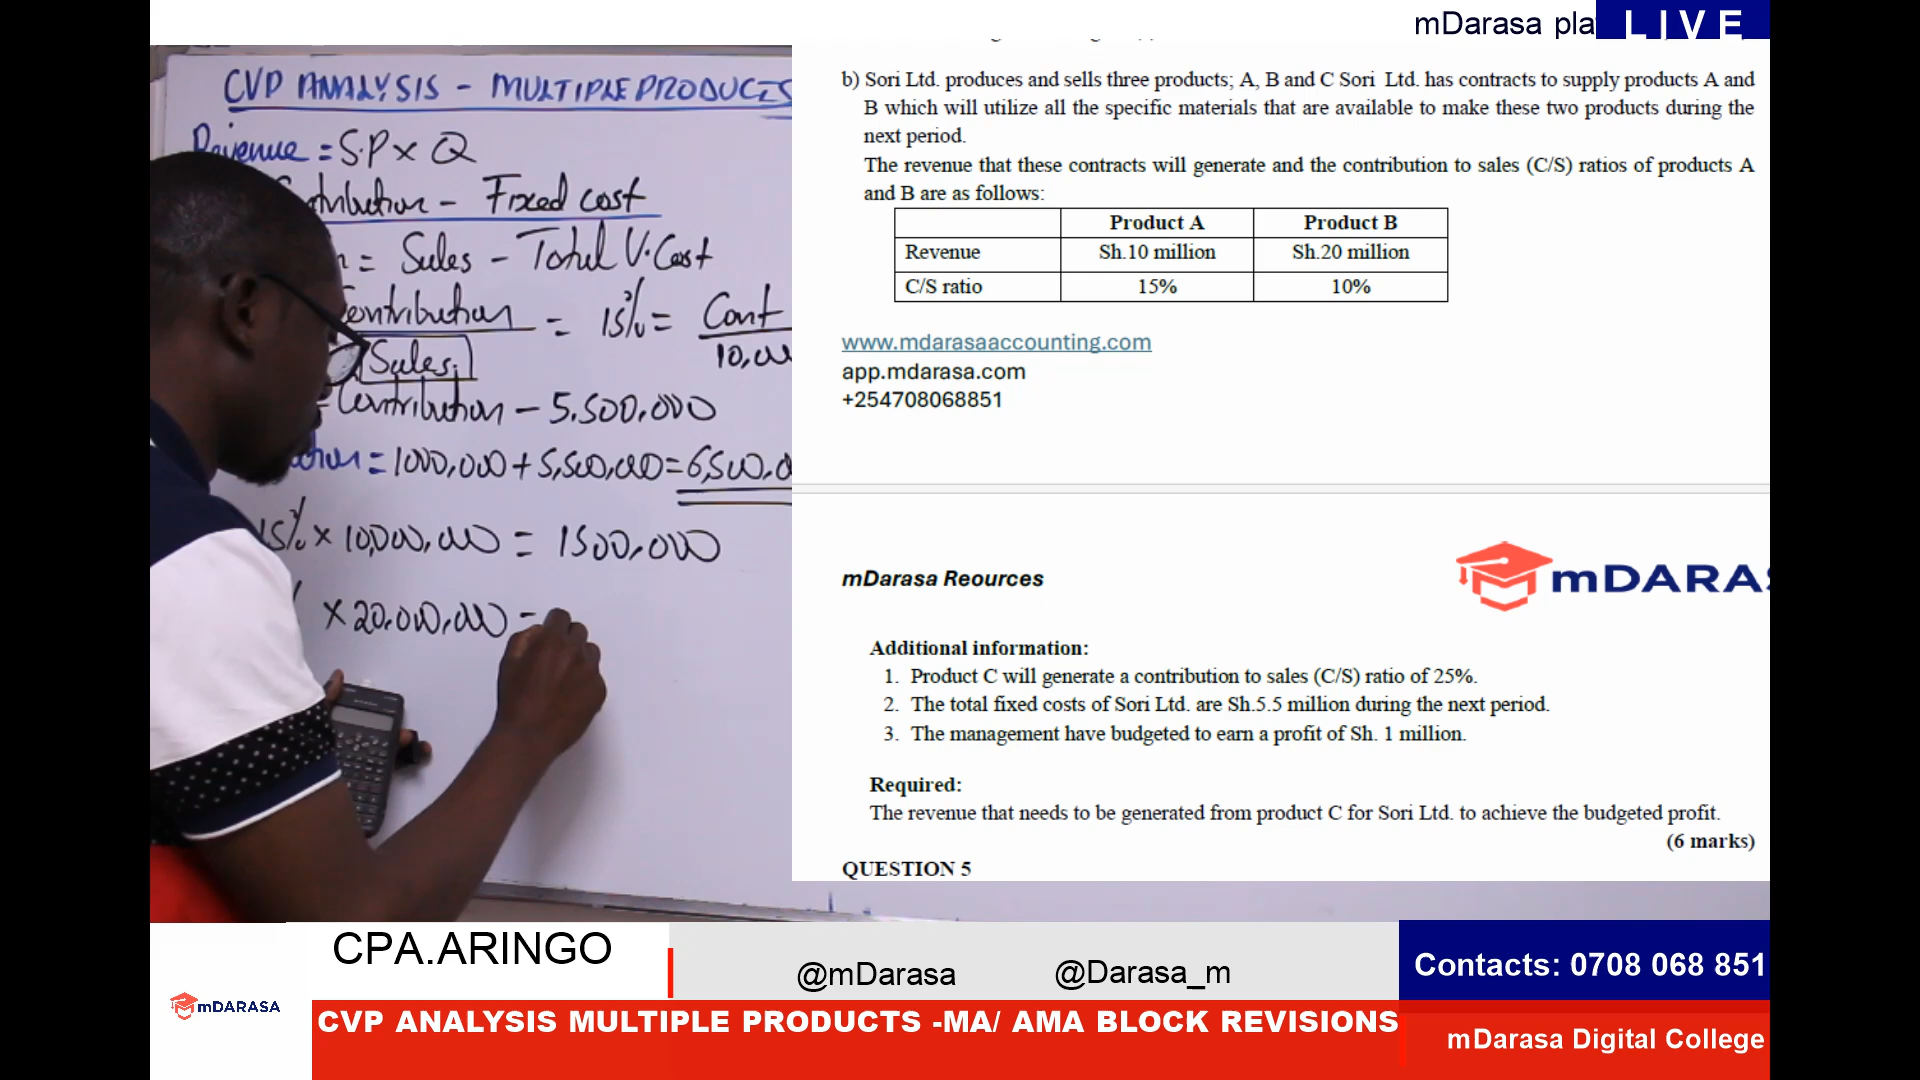 mDarasa pla
LIVE
CVP ANALYSIS - MULTIPLE PRODUCTS
Revenue = S.P x Q
Contribution - Fixed cost
= Sales - Total V. Cost
Contribution = 15% = Cont
Sales.
10,000
Contribution - 5,500,000
= 1000,000 + 5,500,000 = 6,500,0
15% x 10,000,000 = 1500,000
% x 20,000,000 =
b) Sori Ltd. produces and sells three products; A, B and C Sori Ltd. has contracts to supply products A and
B which will utilize all the specific materials that are available to make these two products during the
next period.
The revenue that these contracts will generate and the contribution to sales (C/S) ratios of products A
and B are as follows:
Product A Product B
Revenue Sh.10 million Sh.20 million
C/S ratio 15% 10%
www.mdarasaaccounting.com
app.mdarasa.com
+254708068851
mDarasa Reources
mDARAS
Additional information:
1. Product C will generate a contribution to sales (C/S) ratio of 25%.
2. The total fixed costs of Sori Ltd. are Sh.5.5 million during the next period.
3. The management have budgeted to earn a profit of Sh. 1 million.
Required:
The revenue that needs to be generated from product C for Sori Ltd. to achieve the budgeted profit.
(6 marks)
QUESTION 5
CPA.ARINGO
@mDarasa @Darasa_m
Contacts: 0708 068 851
mDARASA
CVP ANALYSIS MULTIPLE PRODUCTS -MA/ AMA BLOCK REVISIONS
mDarasa Digital College